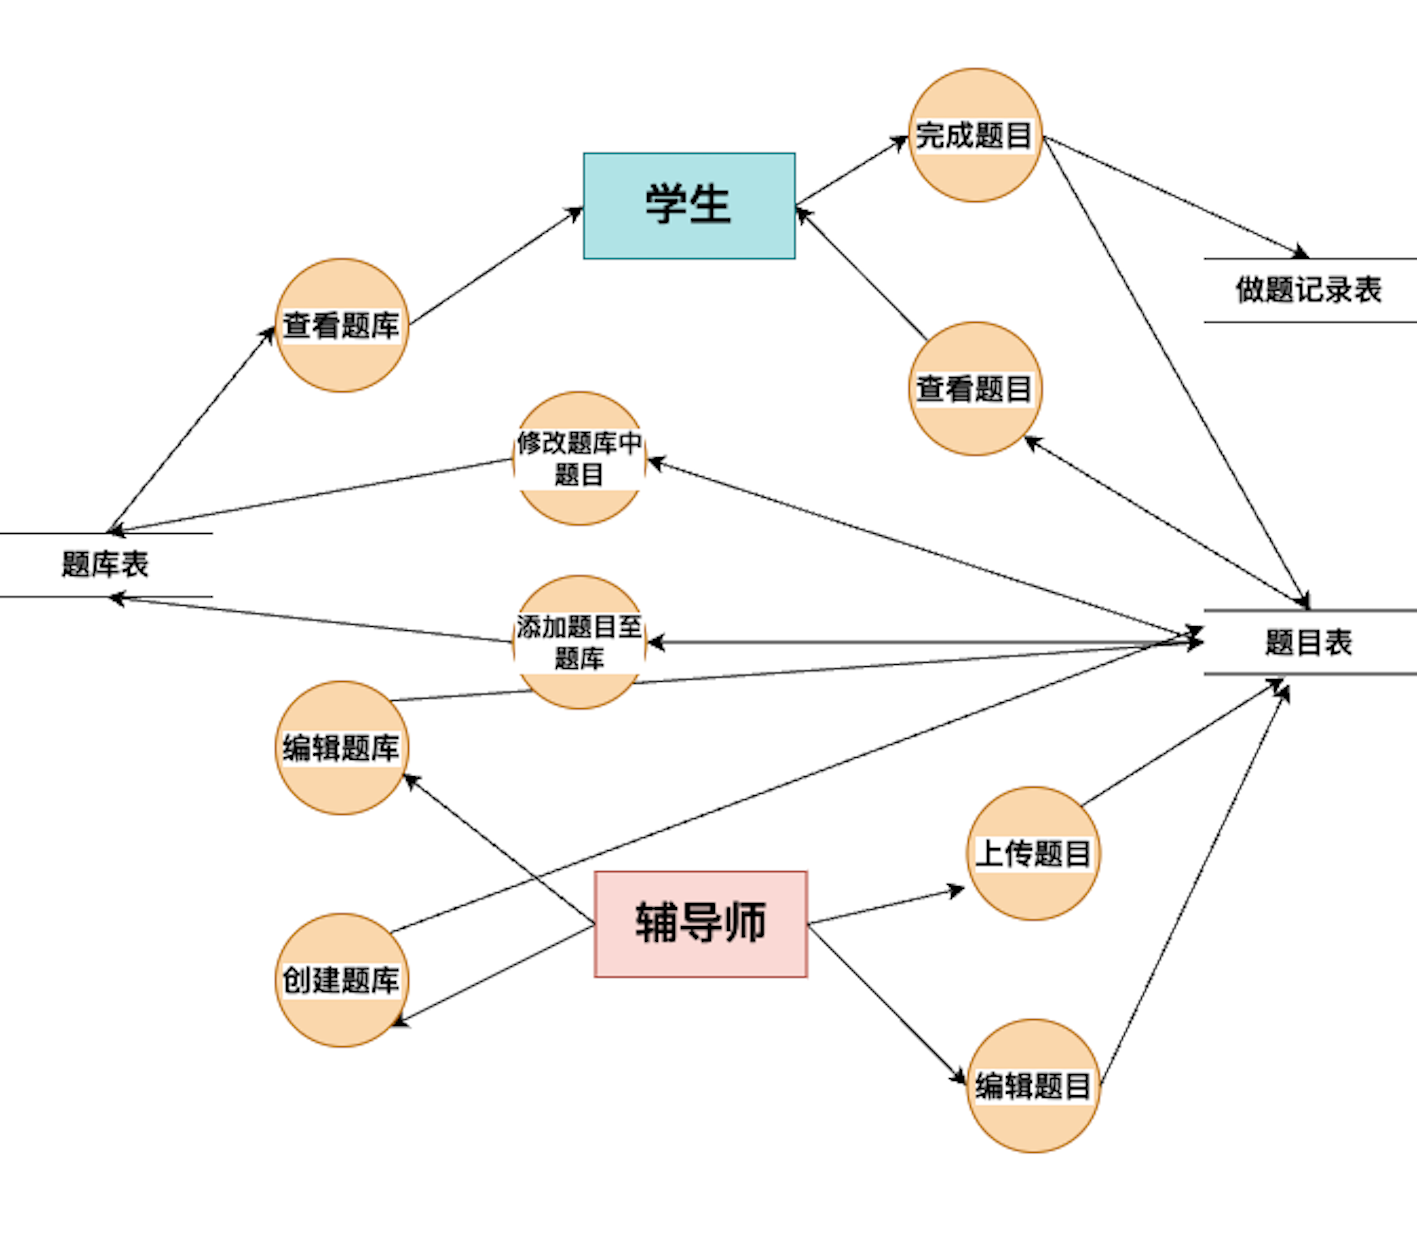 完成题目
学生
做题记录表
查看题库
查看题目
修改题库中
题目
题库表
添加题目至
题库
题目表
编辑题库
上传题目
辅导师
创建题库
编辑题目